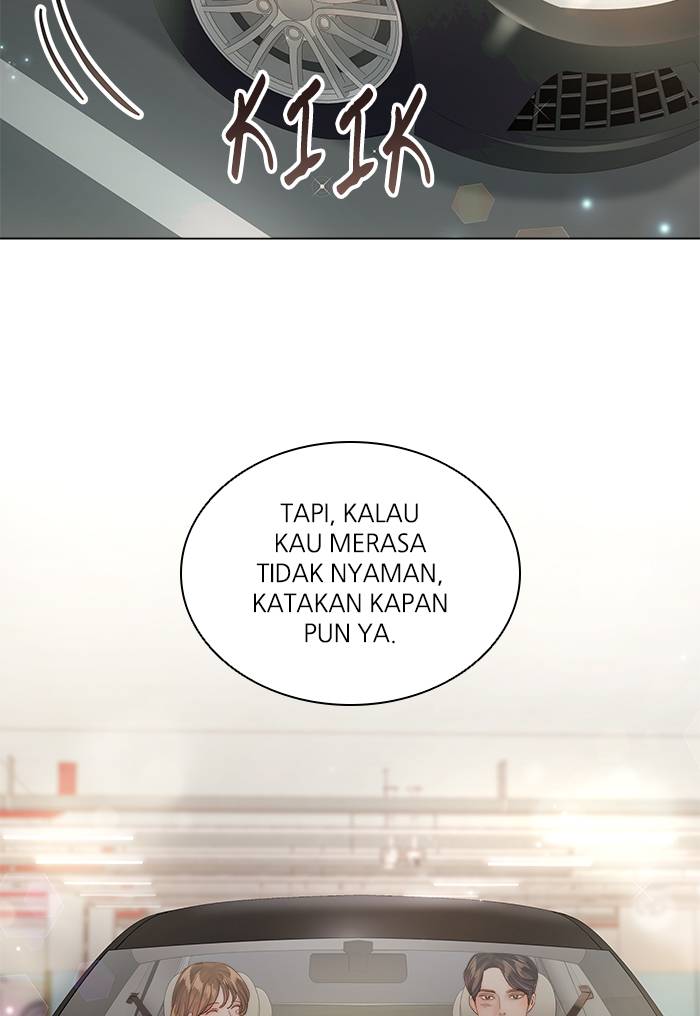 KIIK
TAPI, KALAU
KAU MERASA
TIDAK NYAMAN,
KATAKAN KAPAN
PUN YA.